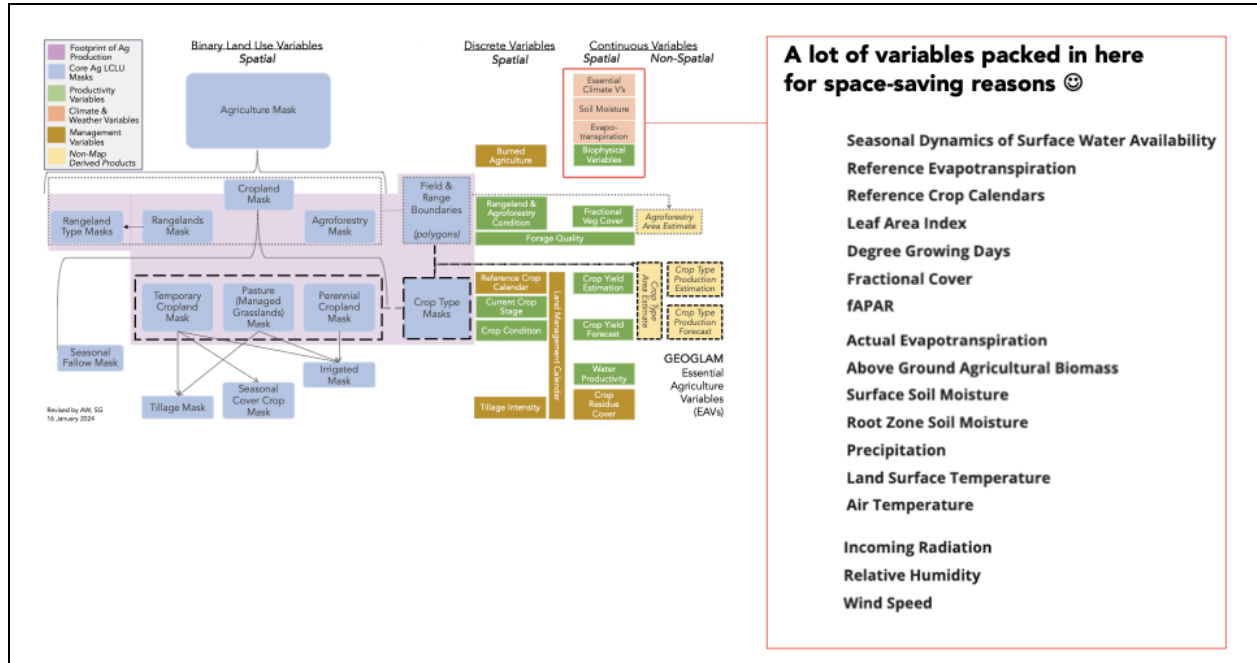 Footprint of Ag
Production
Core Ag LCLU
Masks
Productivity
Variables
Climate &
Weather Variables
Management
Variables
Non-Map
Derived Products
Binary Land Use Variables
Spatial
Discrete Variables
Spatial
Continuous Variables
Spatial
Non-Spatial
Agriculture Mask
Essential
Climate V's
Soil Moisture
Evapo-
transpiration
Biophysical
Variables
Burned
Agriculture
Cropland
Mask
Rangeland
Type Masks
Rangelands
Mask
Agroforestry
Mask
Field &
Range
Boundaries
(polygons)
Rangeland &
Agroforestry
Condition
Fractional
Veg Cover
Agroforestry
Area Estimate
Forage Quality
Temporary
Cropland
Mask
Pasture
(Managed
Grasslands)
Mask
Perennial
Cropland
Mask
Crop Type
Masks
Reference Crop
Calendar
Current Crop
Stage
Crop Condition
Land Management Calendar
Crop Yield
Estimation
Crop Yield
Forecast
Crop Type
Area Estimate
Crop Type
Production
Estimation
Crop Type
Production
Forecast
Seasonal
Fallow Mask
Irrigated
Mask
Tillage Mask
Seasonal
Cover Crop
Mask
Tillage Intensity
Water
Productivity
Crop
Residue
Cover
GEOGLAM
Essential
Agriculture
Variables
(EAVs)
Revised by AW, SG
16 January 2024
A lot of variables packed in here
for space-saving reasons ☺
Seasonal Dynamics of Surface Water Availability
Reference Evapotranspiration
Reference Crop Calendars
Leaf Area Index
Degree Growing Days
Fractional Cover
fAPAR
Actual Evapotranspiration
Above Ground Agricultural Biomass
Surface Soil Moisture
Root Zone Soil Moisture
Precipitation
Land Surface Temperature
Air Temperature
Incoming Radiation
Relative Humidity
Wind Speed